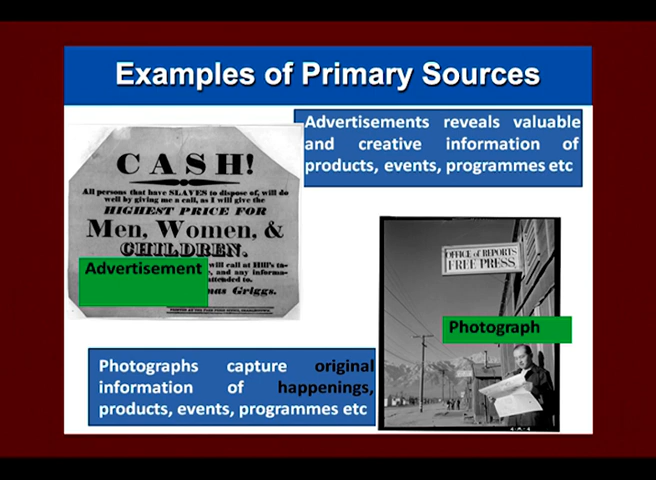 Examples of Primary Sources
Advertisements reveals valuable
and creative information of
products, events, programmes etc
CASH!
All persons that have SLAVES to dispose of, will do
well by giving me a call, as I will give the
HIGHEST PRICE FOR
Men, Women, &
CHILDREN.
Advertisement
will call at Hill's ta-
, and any informa-
attended to.
mas Griggs.
OFFICE of REPORTS
FREE PRESS
Photograph
Photographs capture original
information of happenings,
products, events, programmes etc